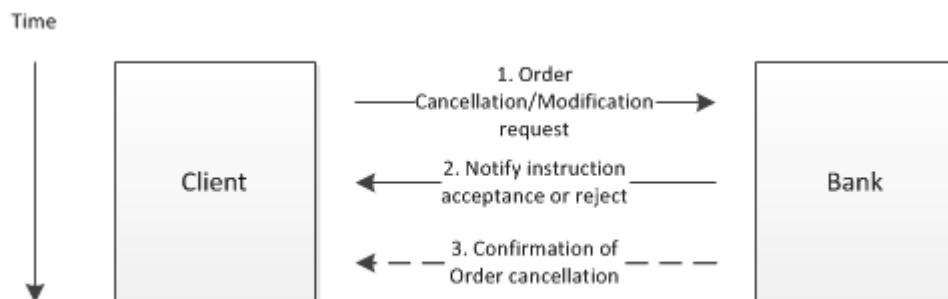 Time
1. Order
Cancellation/Modification
request
Client
2. Notify instruction
acceptance or reject
Bank
3. Confirmation of
Order cancellation